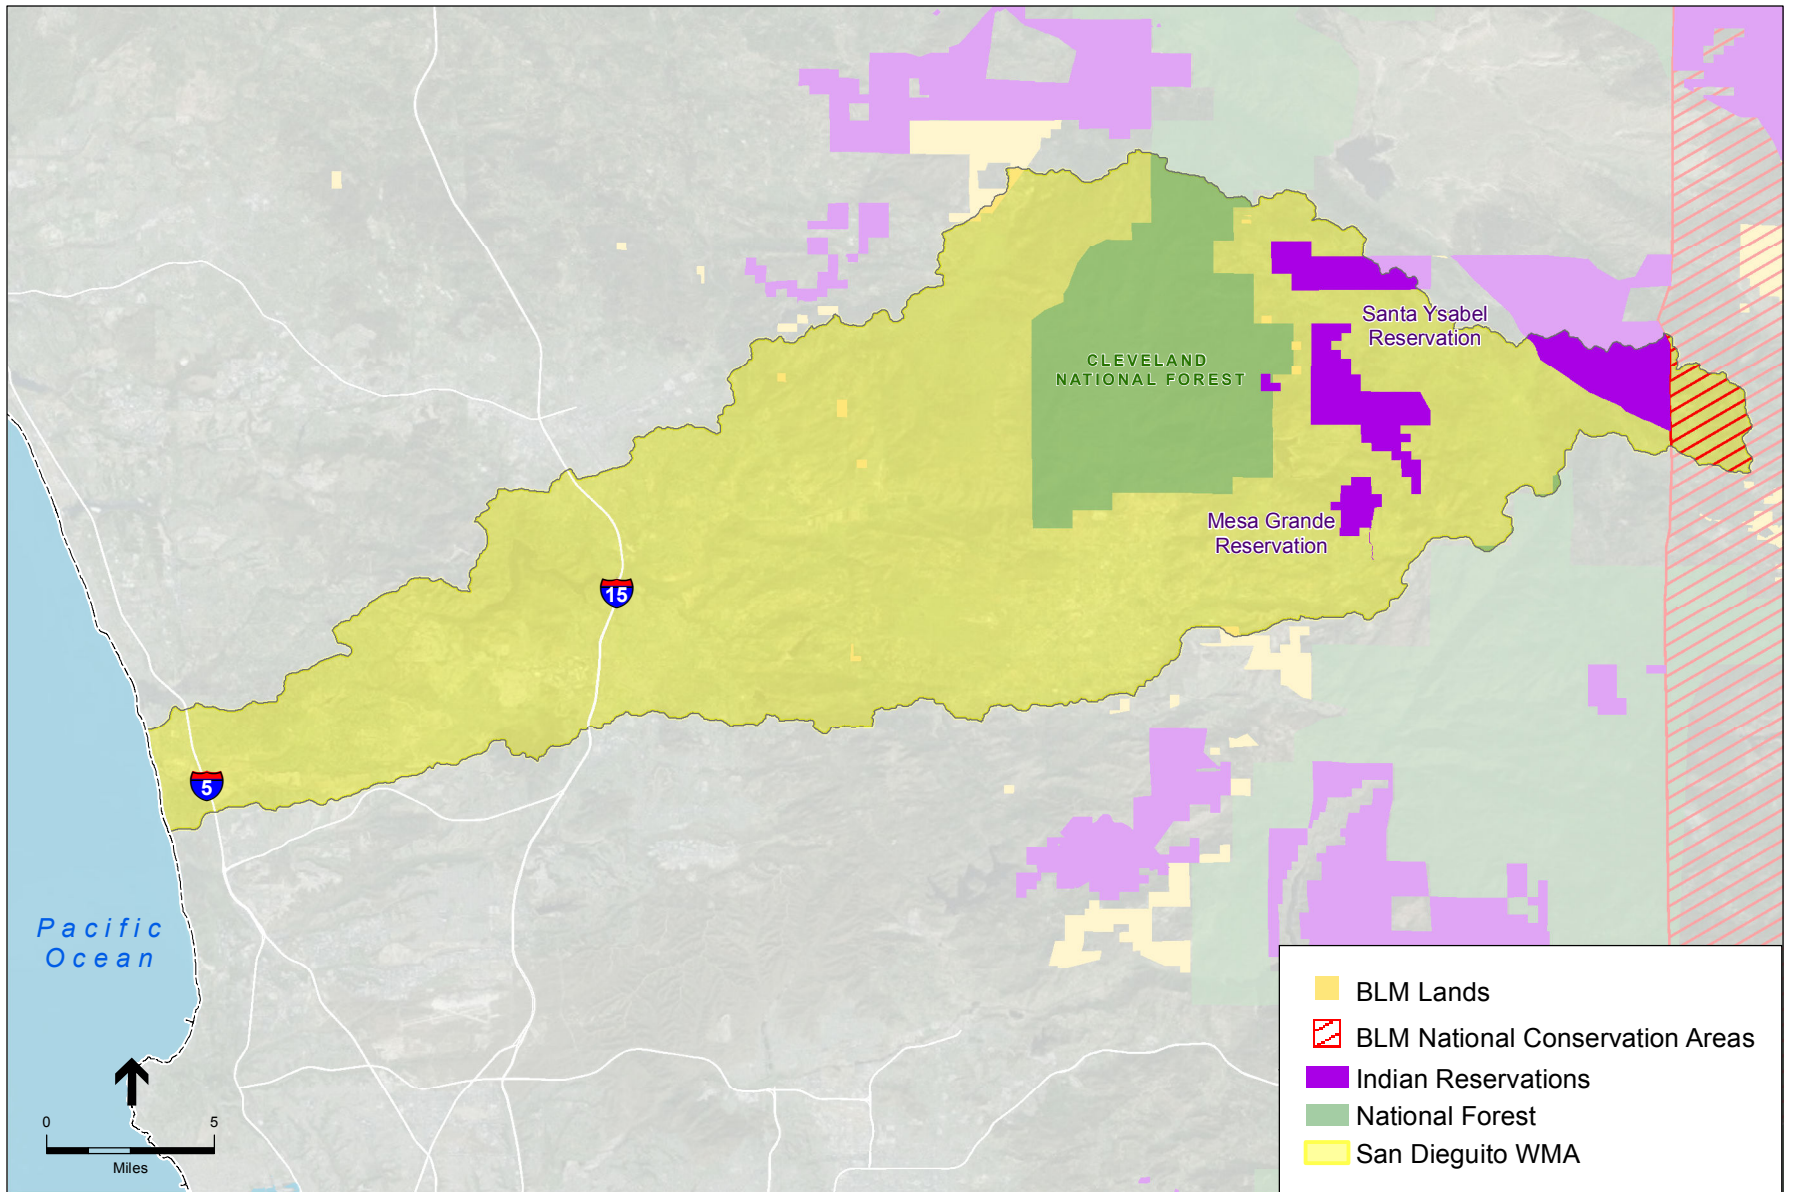 Santa Ysabel
Reservation
CLEVELAND
NATIONAL FOREST
Mesa Grande
Reservation
15
5
Pacific
Ocean
0 5
Miles
BLM Lands
BLM National Conservation Areas
Indian Reservations
National Forest
San Dieguito WMA